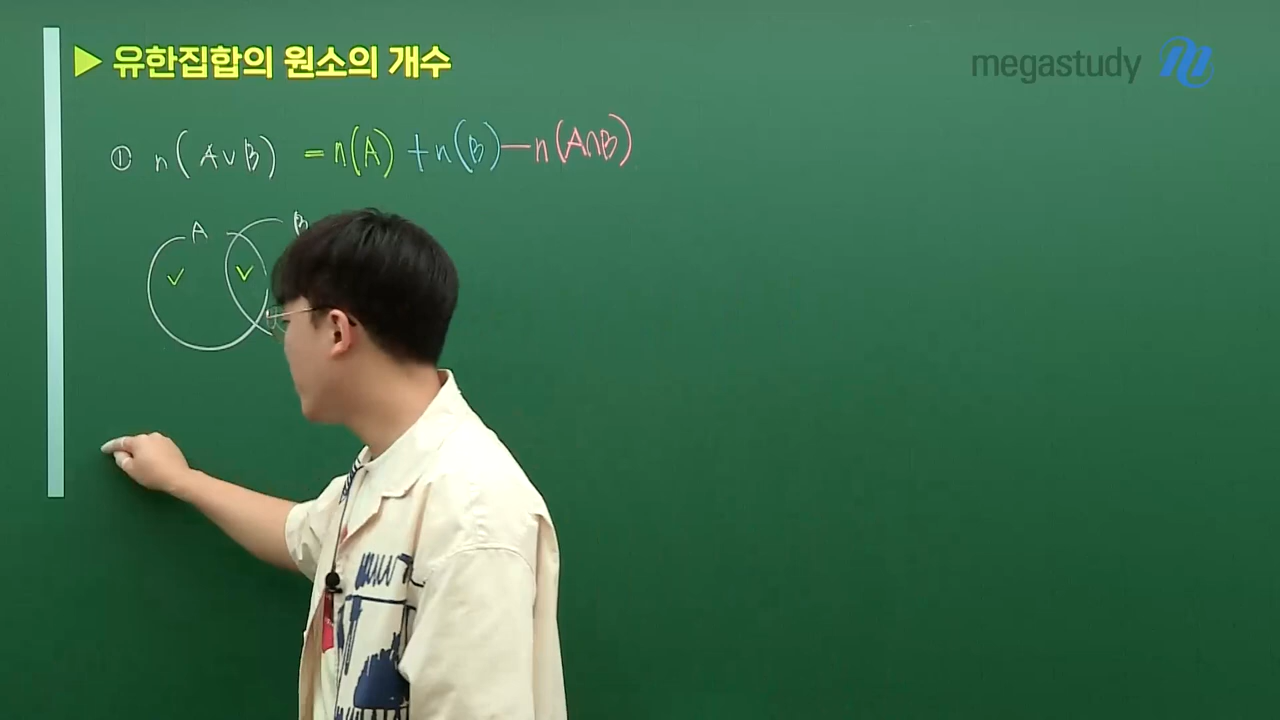 ▶ 유한집합의 원소의 개수
megastudy
① n(A∪B) = n(A) + n(B) - n(A∩B)
A B